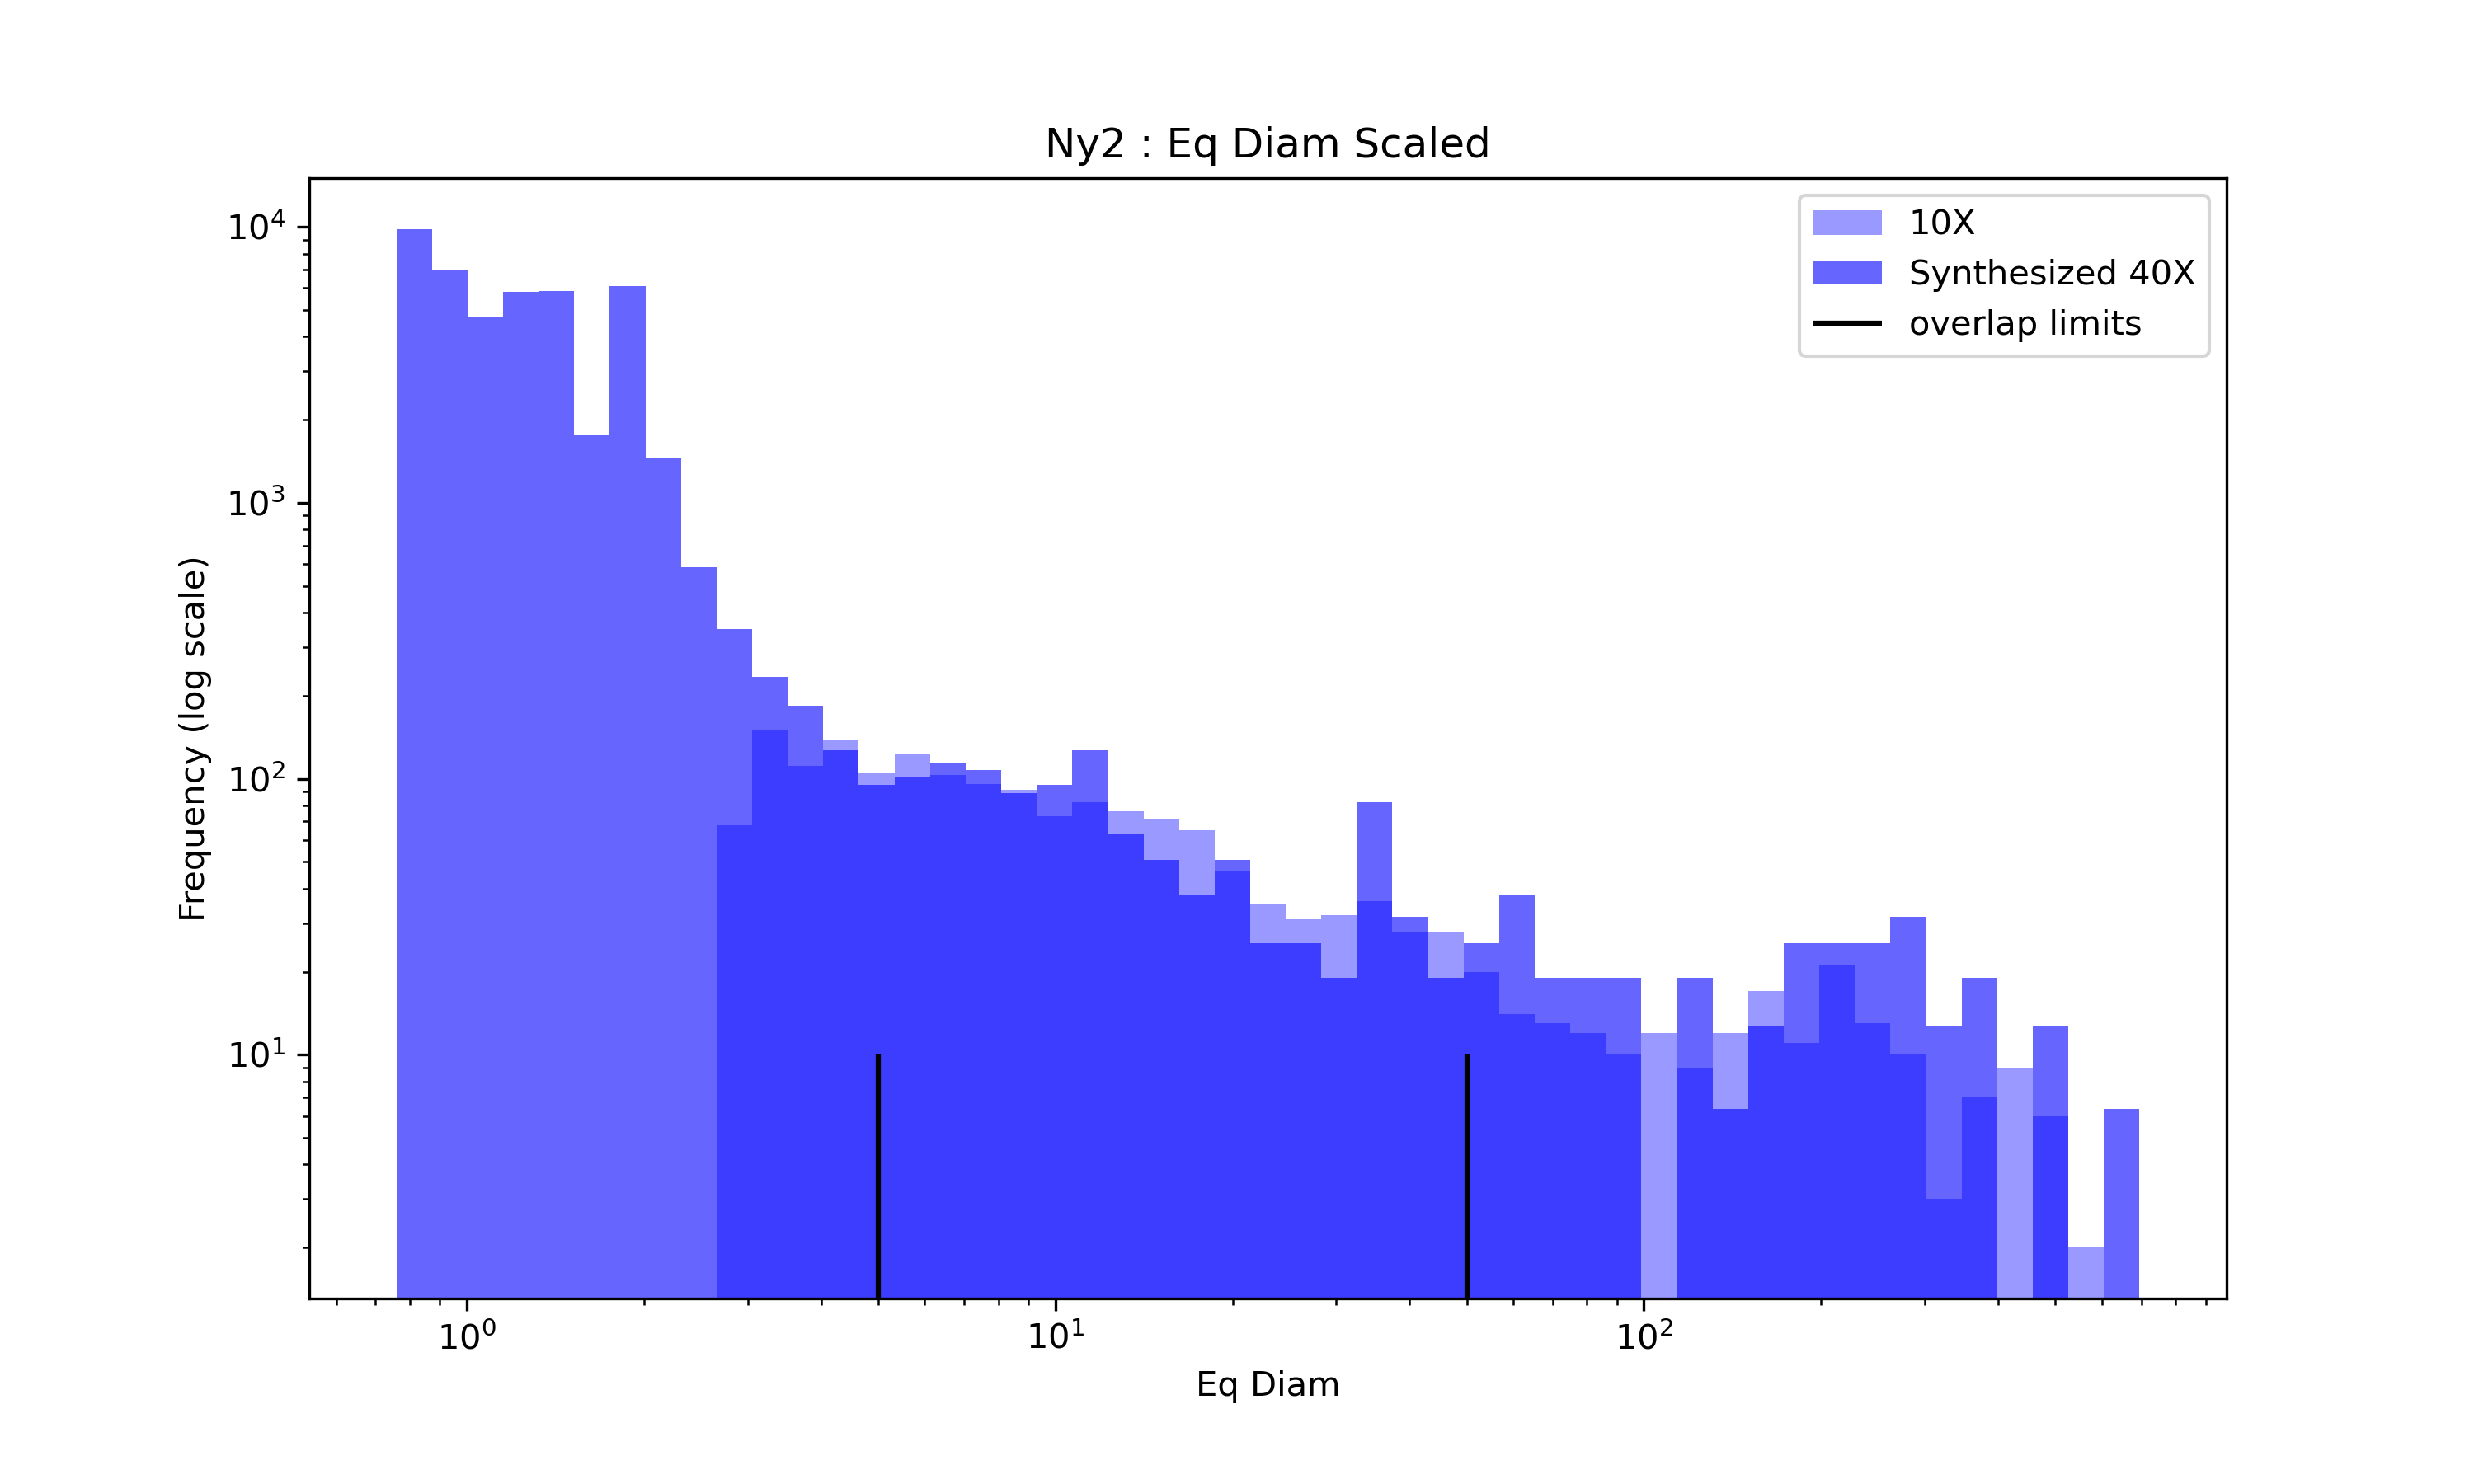 Ny2 : Eq Diam Scaled
10X
Synthesized 40X
overlap limits
Frequency (log scale)
10⁴
10³
10²
10¹
10⁰ 10¹ 10²
Eq Diam